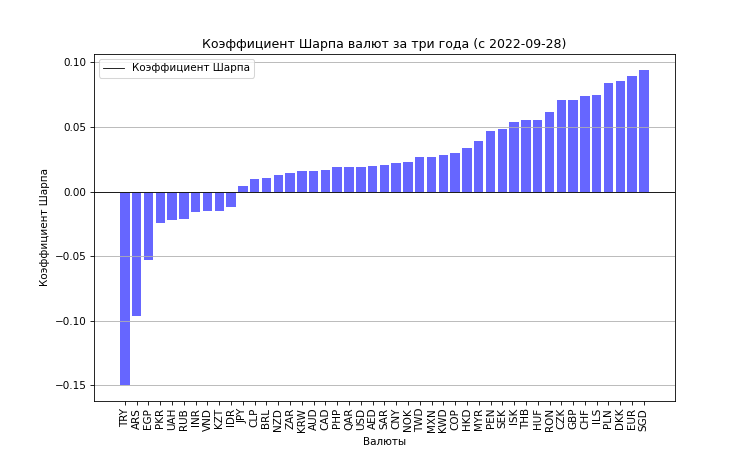 Коэффициент Шарпа валют за три года (с 2022-09-28)
Коэффициент Шарпа
Коэффициент Шарпа
0.10
0.05
0.00
−0.05
−0.10
−0.15
TRY ARS EGP PKR UAH RUB INR VND KZT IDR JPY CLP BRL NZD ZAR KRW AUD CAD PHP QAR USD AED SAR CNY NOK TWD MXN KWD COP HKD MYR PEN SEK ISK THB HUF RON CZK GBP CHF ILS PLN DKK EUR SGD
Валюты